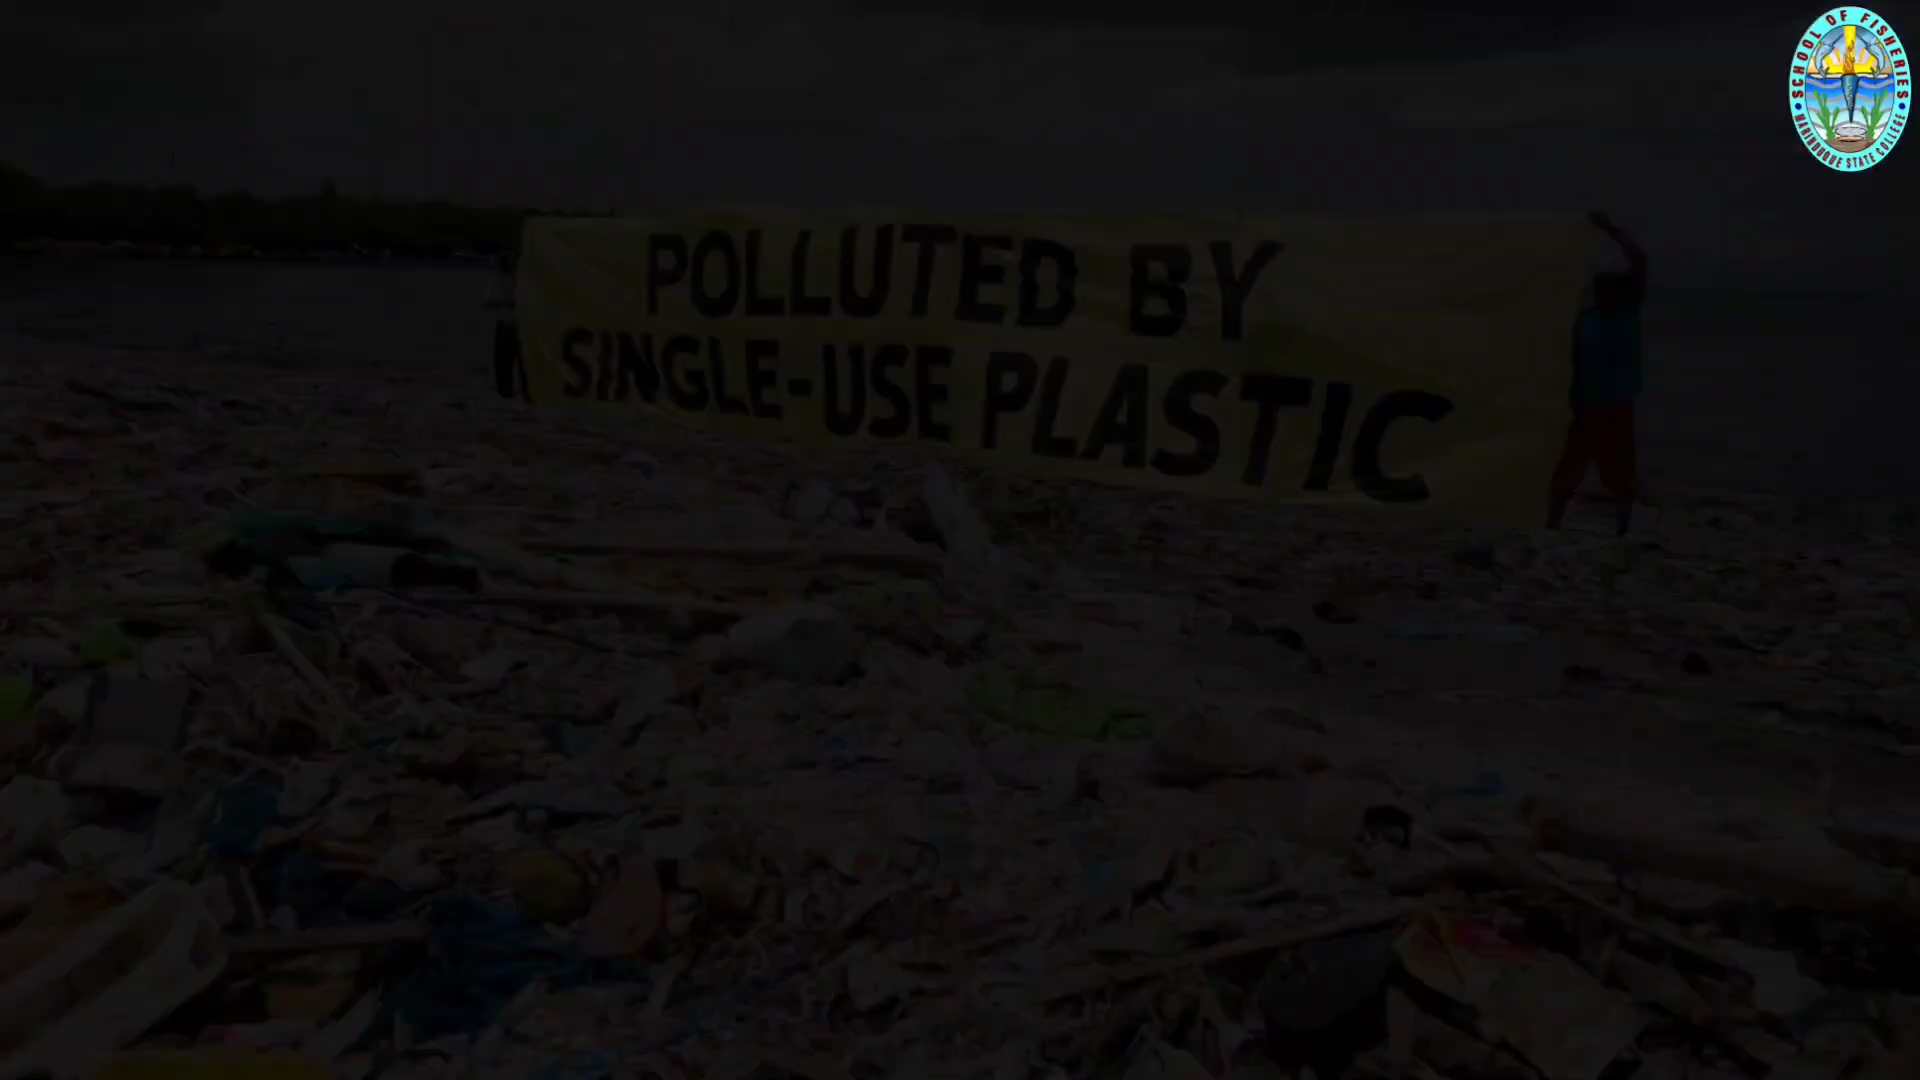 SCHOOL OF FISHERIES
MARINDUQUE STATE COLLEGE
POLLUTED BY
SINGLE-USE PLASTIC